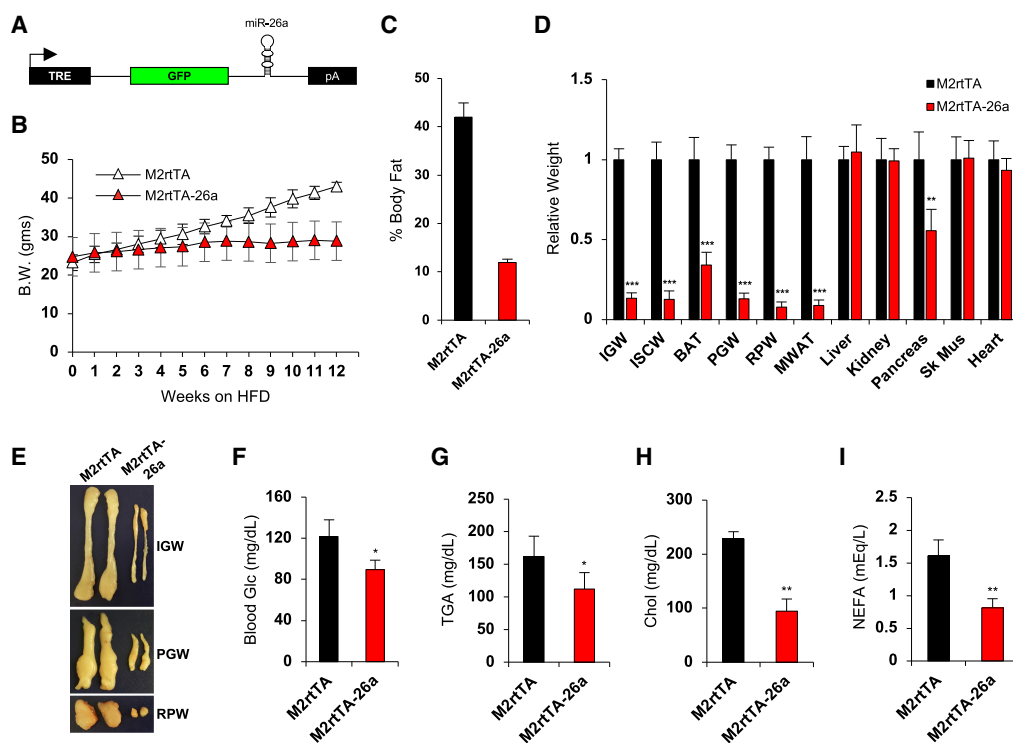 A
miR-26a
TRE
GFP
pA
B
B.W. (gms)
50
40
30
20
10
0
M2rtTA
M2rtTA-26a
0 1 2 3 4 5 6 7 8 9 10 11 12
Weeks on HFD
C
% Body Fat
50
40
30
20
10
0
M2rtTA
M2rtTA-26a
D
M2rtTA
M2rtTA-26a
Relative Weight
1.5
1
0.5
0
*** *** *** *** *** *** **
IGW ISCW BAT PGW RPW MWAT Liver Kidney Pancreas Sk Mus Heart
E
M2rtTA
M2rtTA-
26a
IGW
PGW
RPW
F
Blood Glc (mg/dL)
160
120
80
40
0
*
M2rtTA
M2rtTA-26a
G
TGA (mg/dL)
250
200
150
100
50
0
*
M2rtTA
M2rtTA-26a
H
Chol (mg/dL)
300
200
100
0
**
M2rtTA
M2rtTA-26a
I
NEFA (mEq/L)
2.5
2
1.5
1
0.5
0
**
M2rtTA
M2rtTA-26a